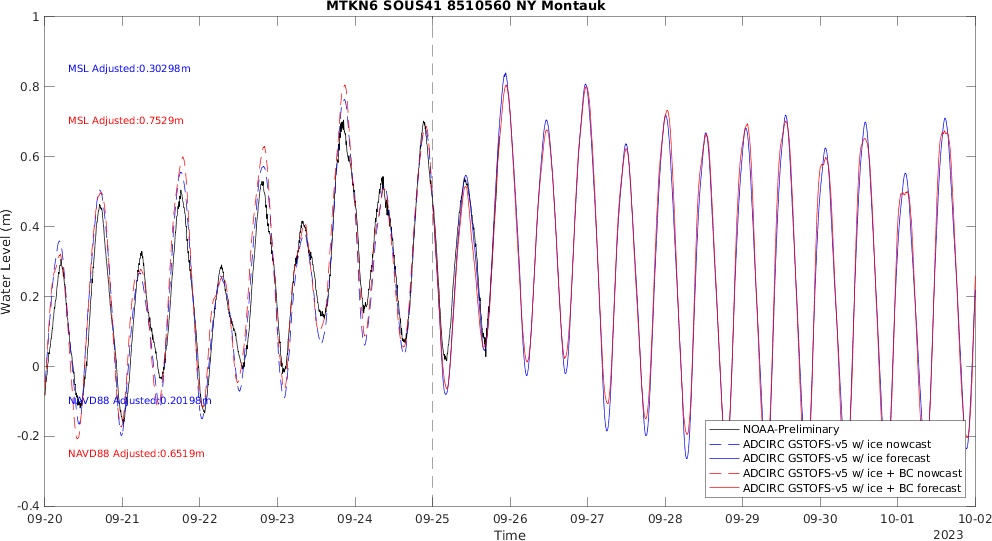 MTKN6 SOUS41 8510560 NY Montauk
1
0.8
0.6
0.4
0.2
0
-0.2
-0.4
Water Level (m)
MSL Adjusted:0.30298m
MSL Adjusted:0.7529m
NAVD88 Adjusted:0.20198m
NAVD88 Adjusted:0.6519m
NOAA-Preliminary
ADCIRC GSTOFS-v5 w/ ice nowcast
ADCIRC GSTOFS-v5 w/ ice forecast
ADCIRC GSTOFS-v5 w/ ice + BC nowcast
ADCIRC GSTOFS-v5 w/ ice + BC forecast
09-20 09-21 09-22 09-23 09-24 09-25 09-26 09-27 09-28 09-29 09-30 10-01 10-02
Time
2023